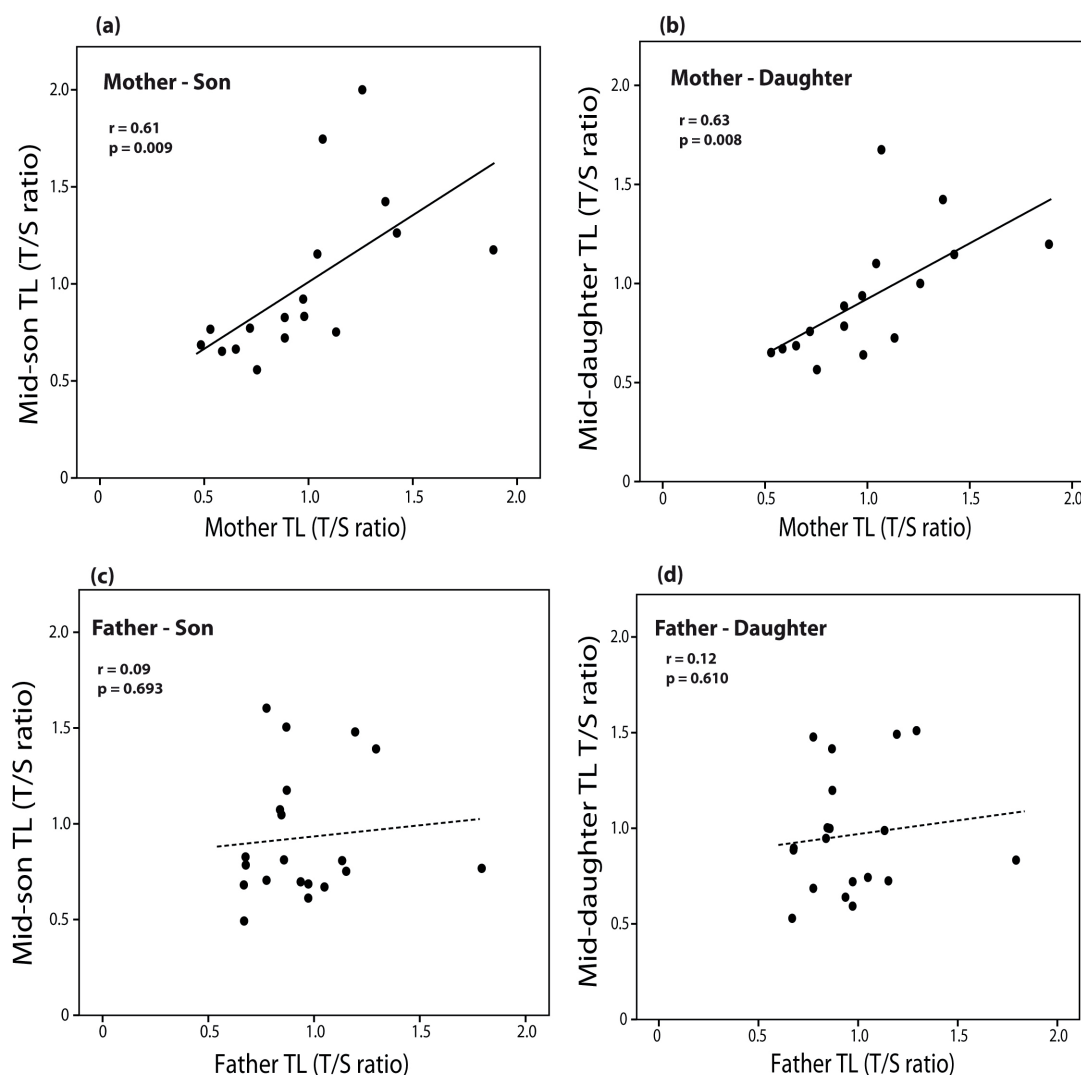 (a)
Mother - Son
r = 0.61
p = 0.009
Mid-son TL (T/S ratio)
2.0
1.5
1.0
0.5
0
0 0.5 1.0 1.5 2.0
Mother TL (T/S ratio)
(b)
Mother - Daughter
r = 0.63
p = 0.008
Mid-daughter TL (T/S ratio)
2.0
1.5
1.0
0.5
0
0 0.5 1.0 1.5 2.0
Mother TL (T/S ratio)
(c)
Father - Son
r = 0.09
p = 0.693
Mid-son TL (T/S ratio)
2.0
1.5
1.0
0.5
0
0 0.5 1.0 1.5 2.0
Father TL (T/S ratio)
(d)
Father - Daughter
r = 0.12
p = 0.610
Mid-daughter TL T/S ratio)
2.0
1.5
1.0
0.5
0
0 0.5 1.0 1.5 2.0
Father TL (T/S ratio)